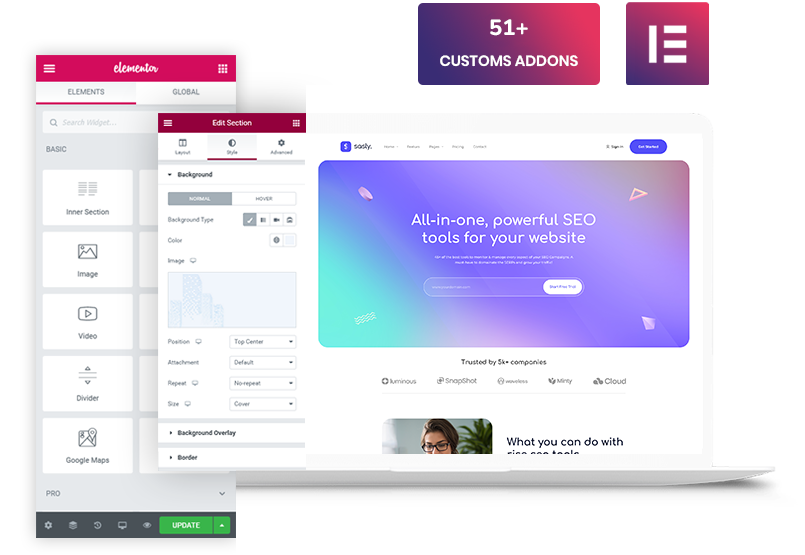 51+
CUSTOMS ADDONS
elementor
ELEMENTS GLOBAL
Search Widget...
BASIC
Inner Section
Image
Video
Divider
Google Maps
PRO
UPDATE
Edit Section
Layout Style Advanced
Background
NORMAL HOVER
Background Type
Color
Image
Position Top Center
Attachment Default
Repeat No-repeat
Size Cover
Background Overlay
Border
sasly. Home Feature Pages Pricing Contact Sign In Get Started
All-in-one, powerful SEO
tools for your website
Start Free Trial
Trusted by 5k+ companies
luminous SnapShot waveless Minty Cloud
What you can do with